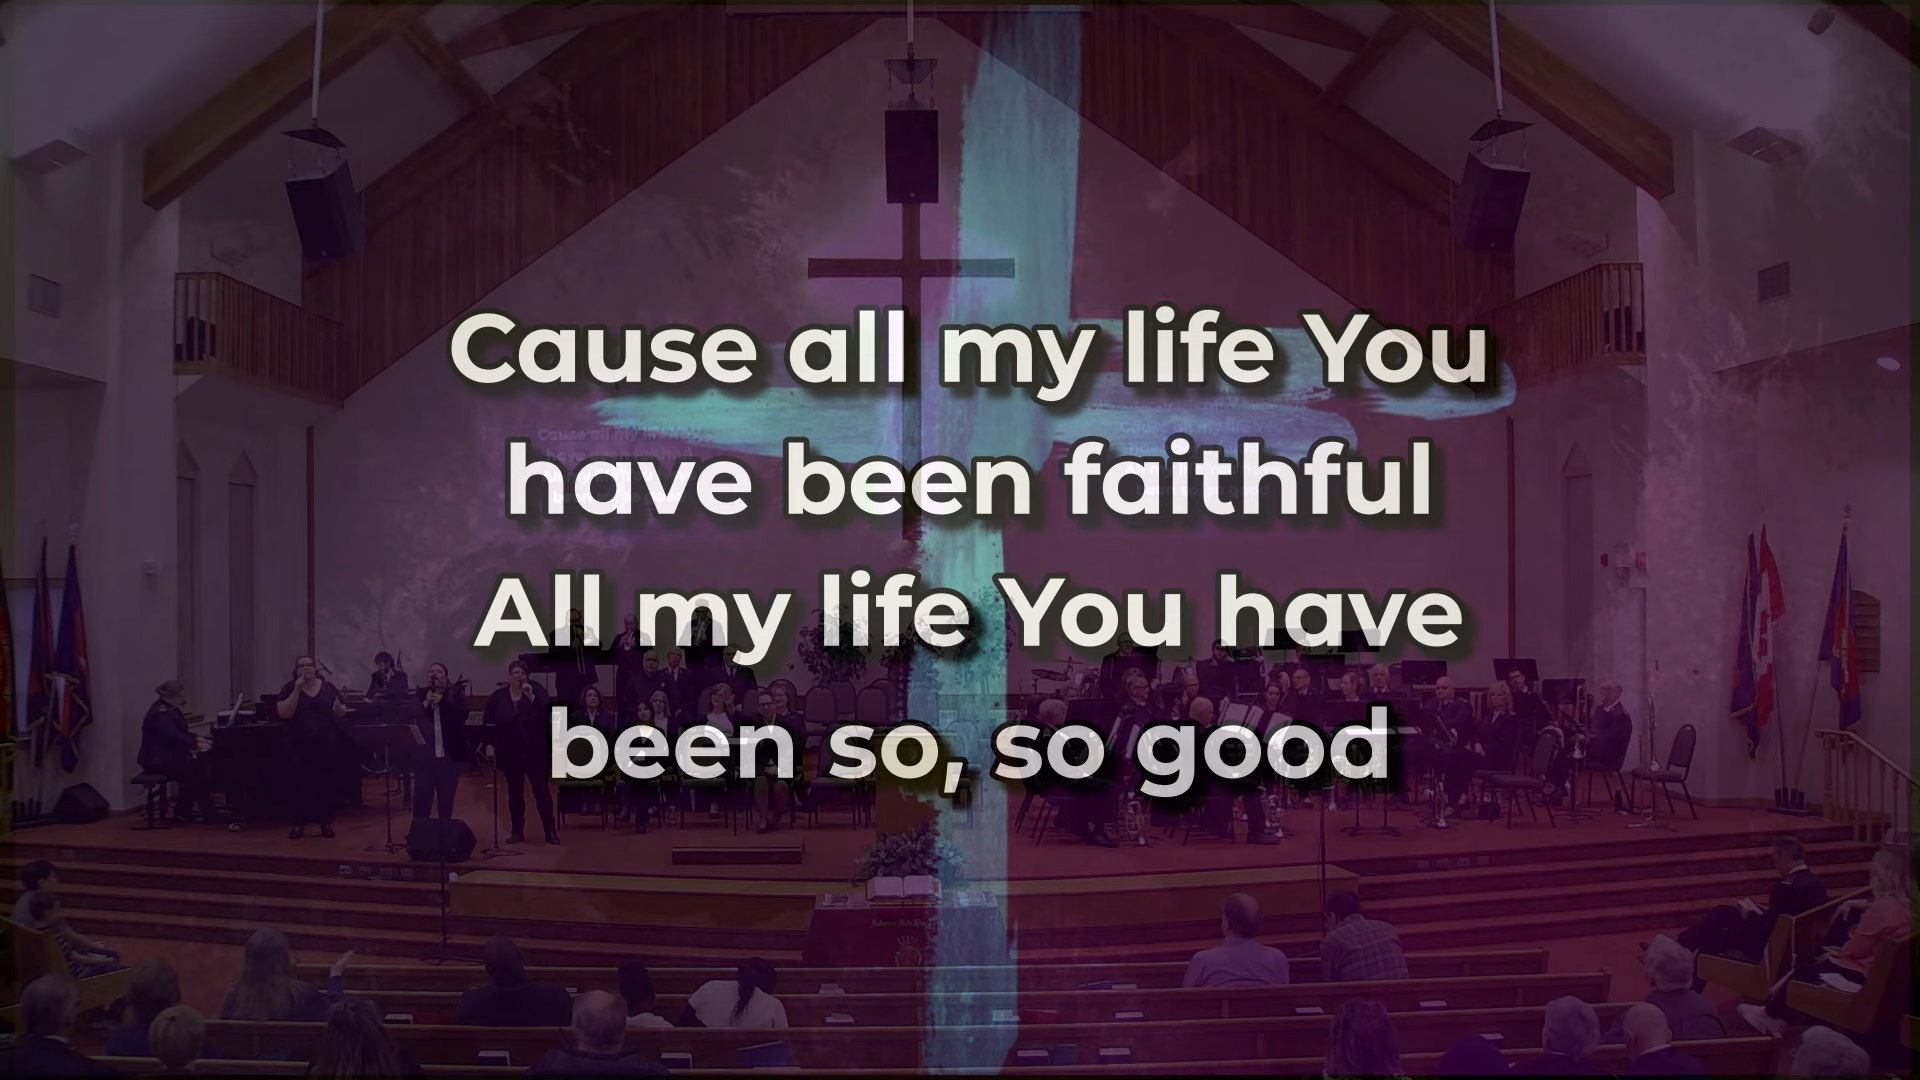 Cause all my life You
have been faithful
All my life You have
been so, so good